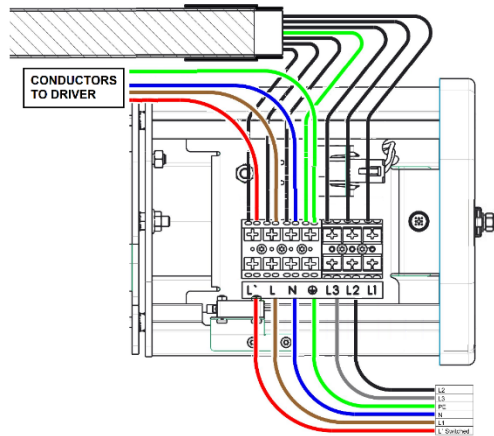 CONDUCTORS
TO DRIVER
L` L N L3 L2 L1
L2
L3
PE
N
L1
L` Switched